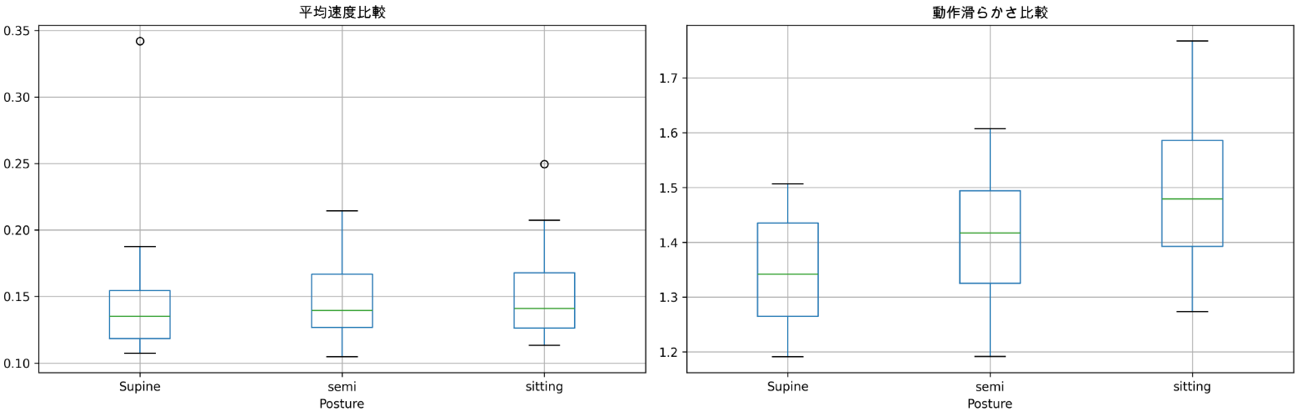 平均速度比較
0.35
0.30
0.25
0.20
0.15
0.10
Supine
semi
sitting
Posture
動作滑らかさ比較
1.7
1.6
1.5
1.4
1.3
1.2
Supine
semi
sitting
Posture